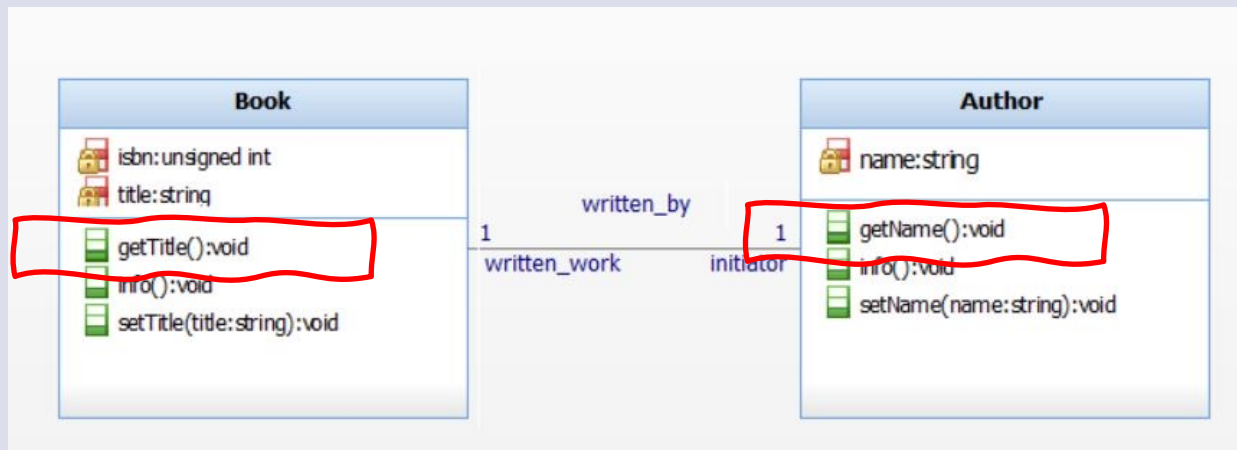 Book
isbn:unsigned int
title:string
getTitle():void
info():void
setTitle(title:string):void
written_by
1
1
written_work
initiator
Author
name:string
getName():void
info():void
setName(name:string):void